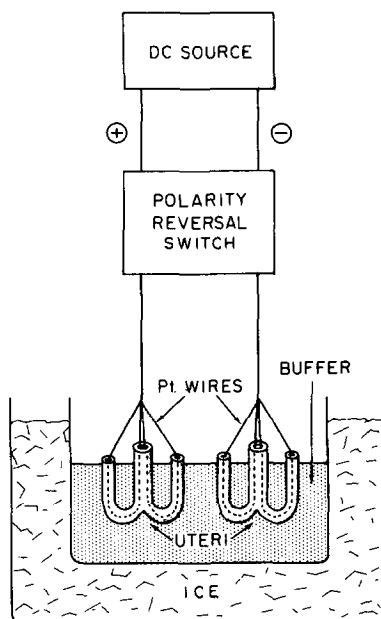 DC SOURCE
+ −
POLARITY
REVERSAL
SWITCH
Pt. WIRES
BUFFER
UTERI
ICE